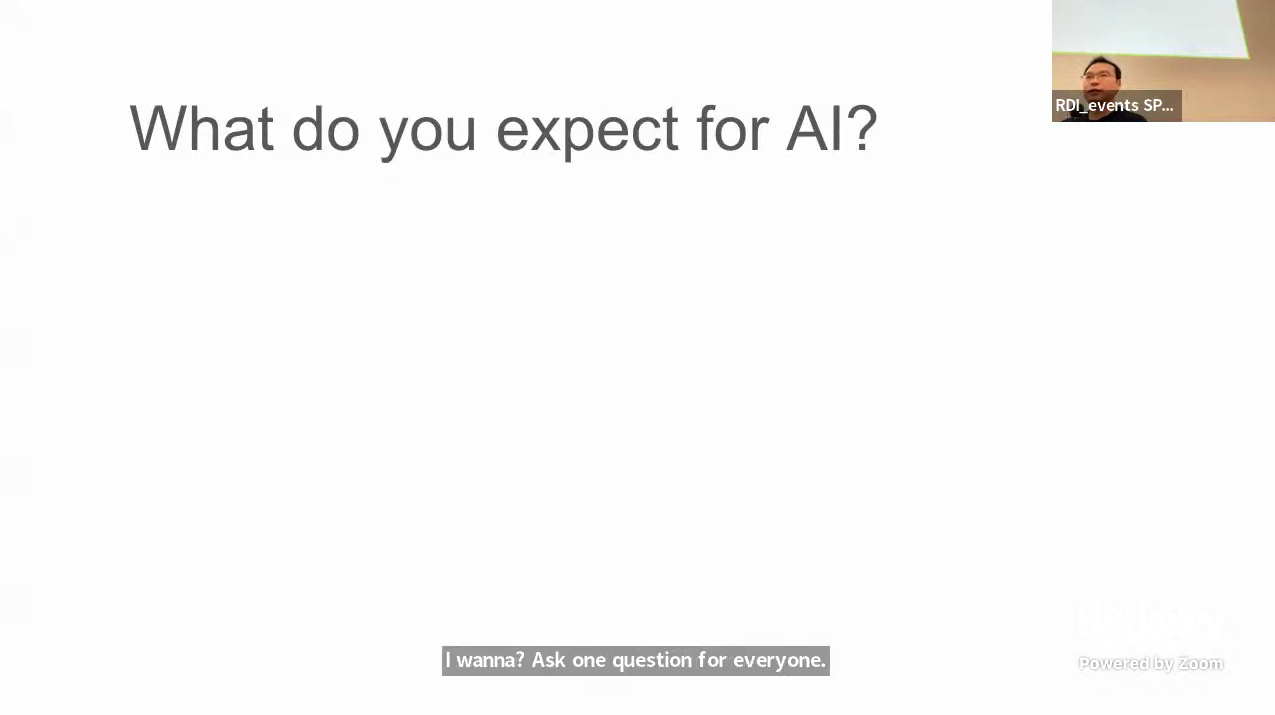 What do you expect for AI?
RDI_events SP...
I wanna? Ask one question for everyone.
Powered by Zoom